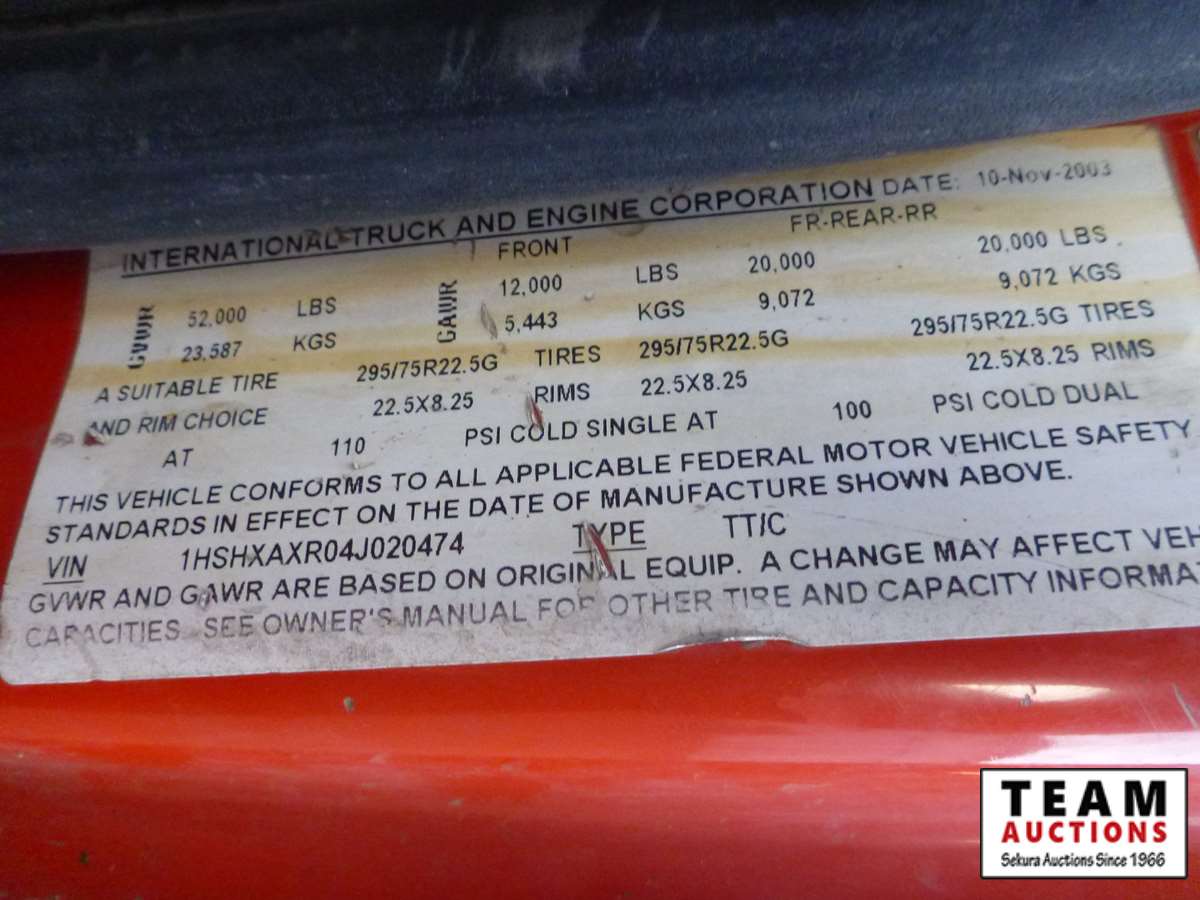 INTERNATIONAL TRUCK AND ENGINE CORPORATION DATE: 10-Nov-2003
FRONT FR-REAR-RR
GVWR 52,000 LBS GAWR 12,000 LBS 20,000 20,000 LBS
23,587 KGS 5,443 KGS 9,072 9,072 KGS
A SUITABLE TIRE 295/75R22.5G TIRES 295/75R22.5G 295/75R22.5G TIRES
AND RIM CHOICE 22.5X8.25 RIMS 22.5X8.25 22.5X8.25 RIMS
AT 110 PSI COLD SINGLE AT 100 PSI COLD DUAL
THIS VEHICLE CONFORMS TO ALL APPLICABLE FEDERAL MOTOR VEHICLE SAFETY
STANDARDS IN EFFECT ON THE DATE OF MANUFACTURE SHOWN ABOVE.
VIN 1HSHXAXR04J020474 TYPE TT/C
GVWR AND GAWR ARE BASED ON ORIGINAL EQUIP. A CHANGE MAY AFFECT VEH
CAPACITIES SEE OWNER'S MANUAL FOR OTHER TIRE AND CAPACITY INFORMA
TEAM
AUCTIONS
Sekura Auctions Since 1966